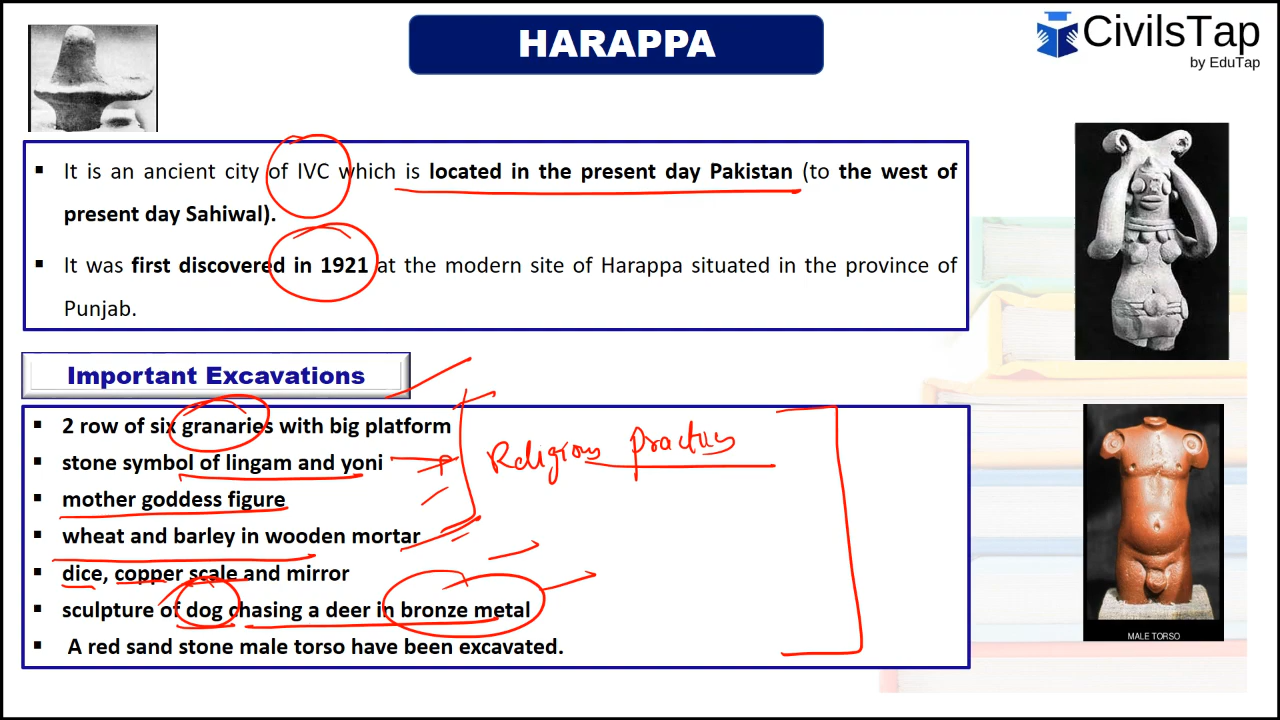 HARAPPA
CivilsTap
by EduTap
▪ It is an ancient city of IVC which is located in the present day Pakistan (to the west of
present day Sahiwal).
▪ It was first discovered in 1921 at the modern site of Harappa situated in the province of
Punjab.
Important Excavations
▪ 2 row of six granaries with big platform
▪ stone symbol of lingam and yoni
▪ mother goddess figure
▪ wheat and barley in wooden mortar
▪ dice, copper scale and mirror
▪ sculpture of dog chasing a deer in bronze metal
▪ A red sand stone male torso have been excavated.
Religious
MALE TORSO